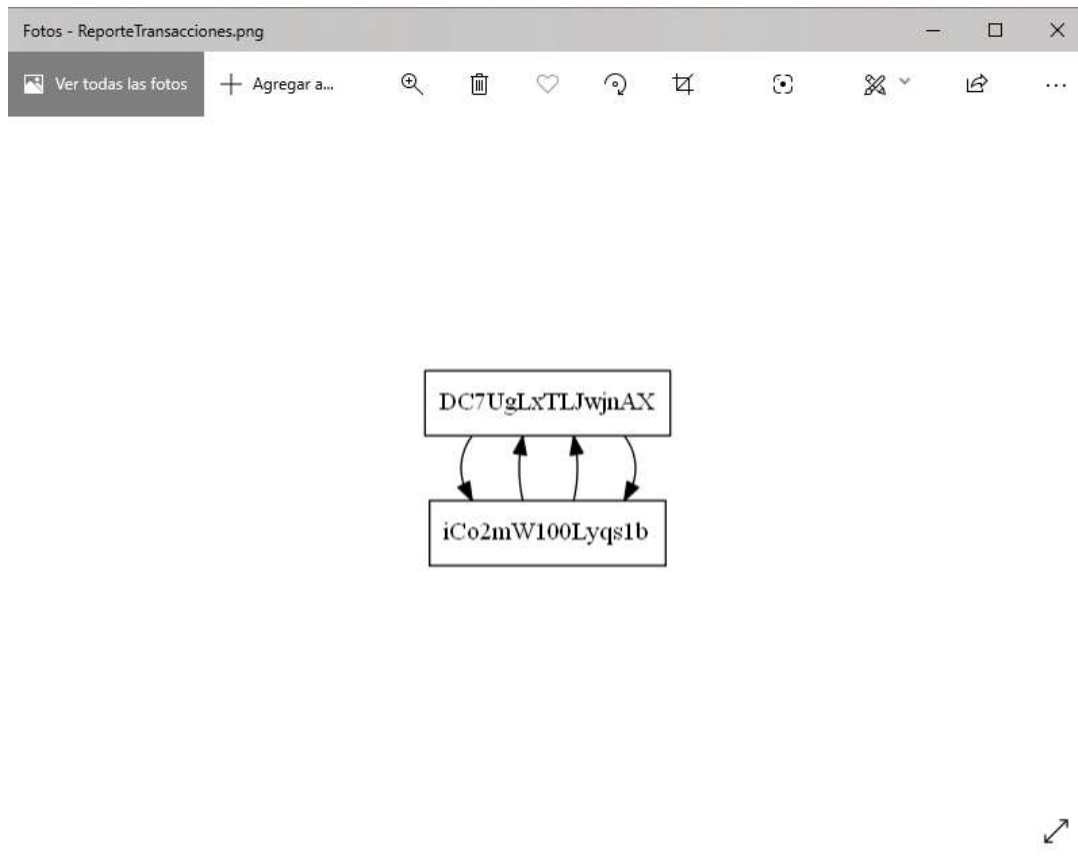 Fotos - ReporteTransacciones.png
Ver todas las fotos
Agregar a...
DC7UgLxTLJwjnAX
iCo2mW100Lyqs1b